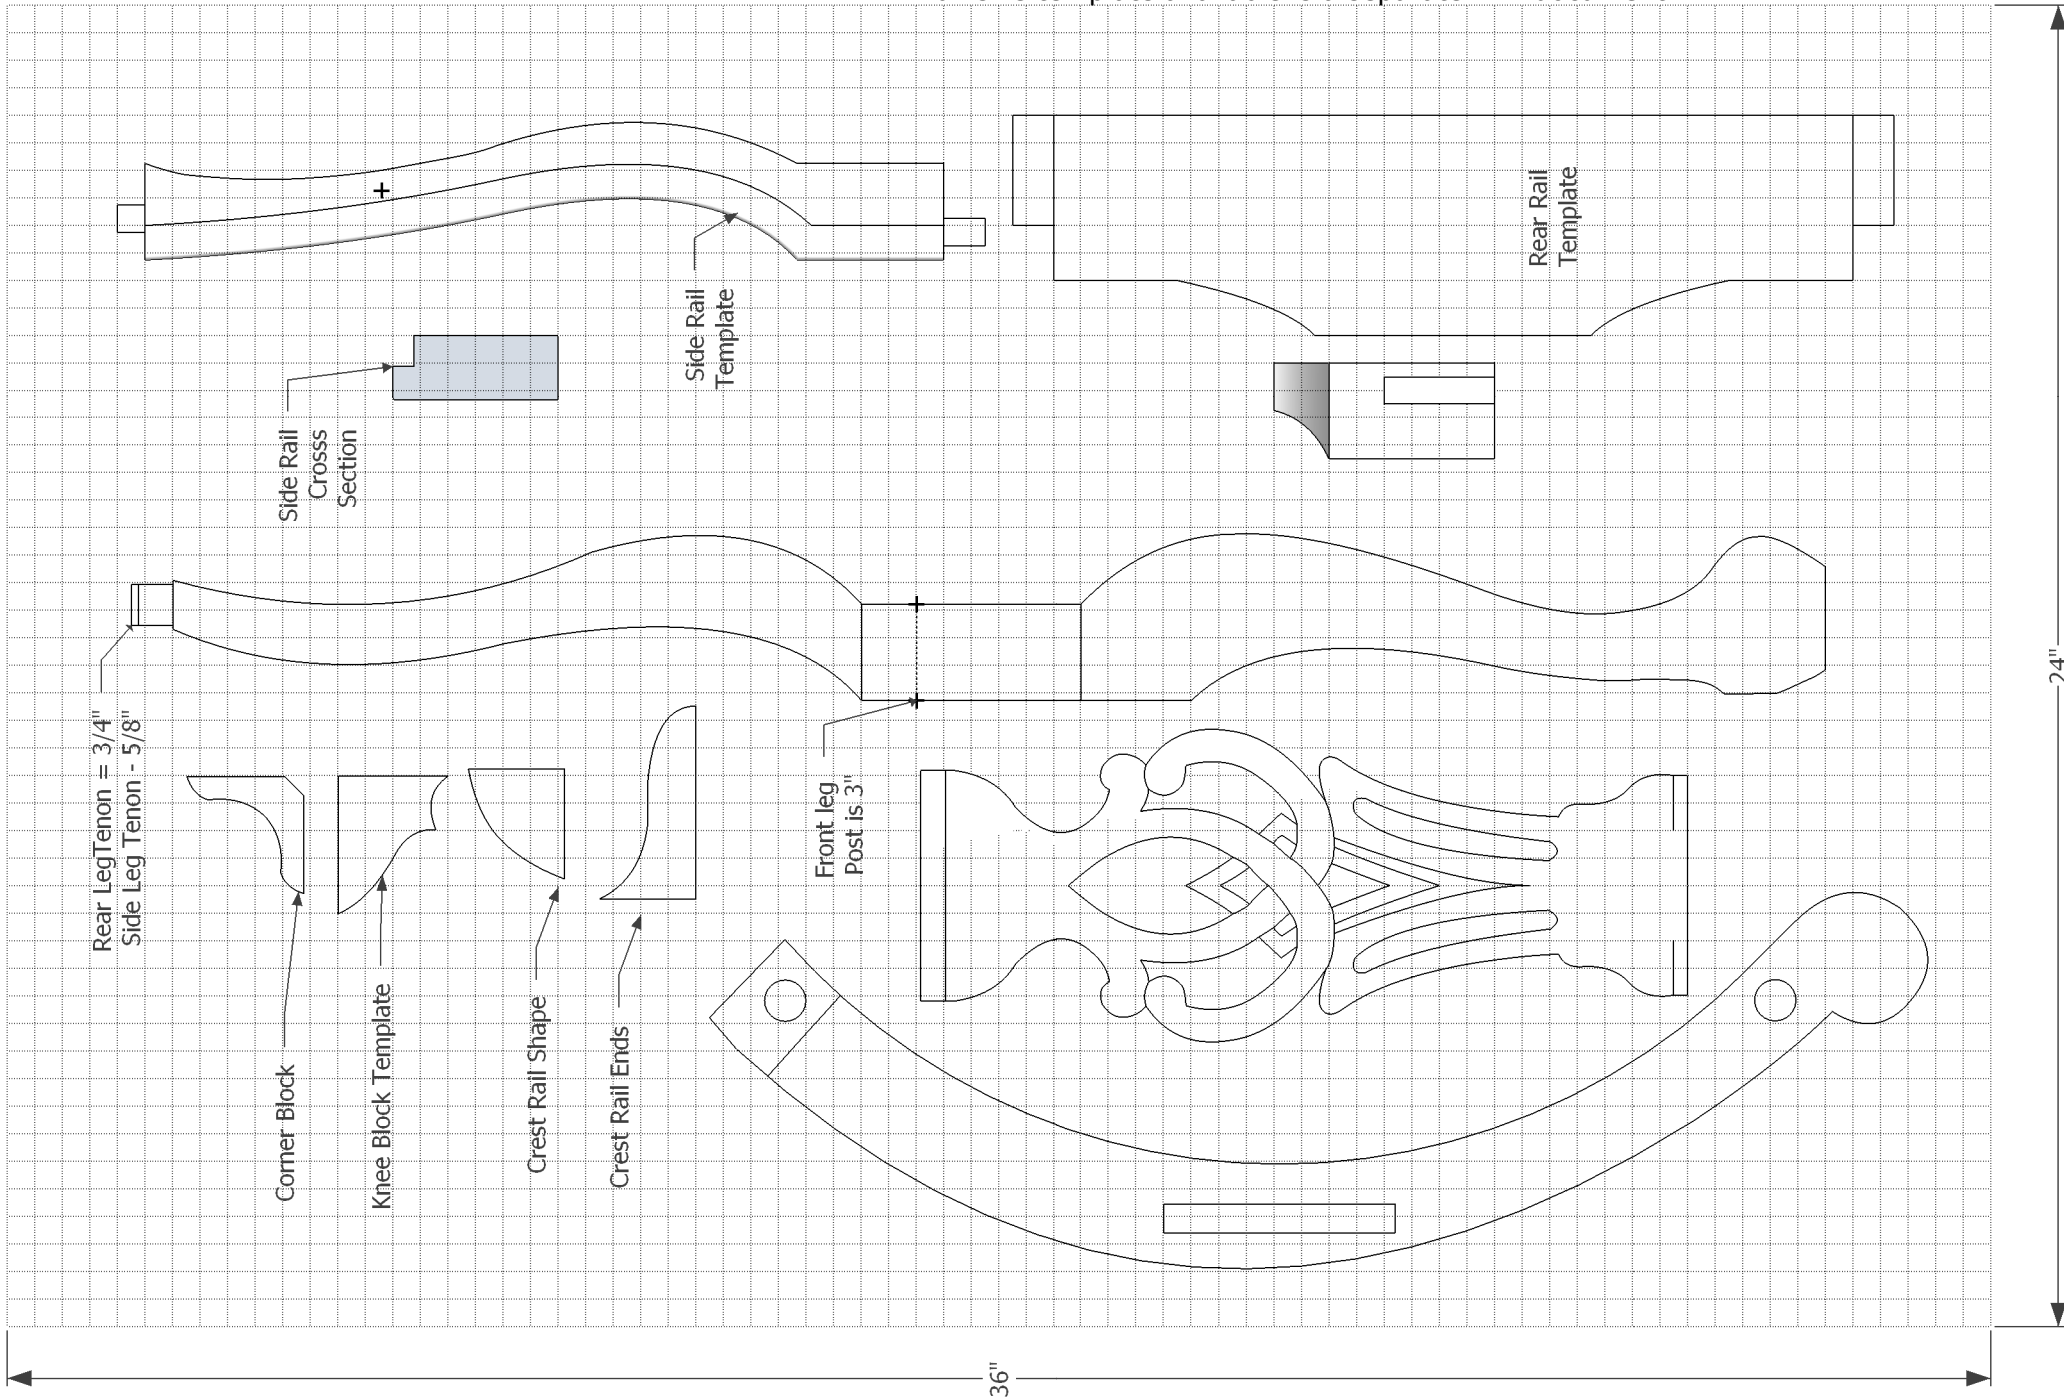 Rear Rail
Template
Side Rail
Template
Side Rail
Crosss
Section
Rear LegTenon = 3/4"
Side Leg Tenon - 5/8"
Front leg
Post is 3"
Corner Block
Knee Block Template
Crest Rail Shape
Crest Rail Ends
24"
36"